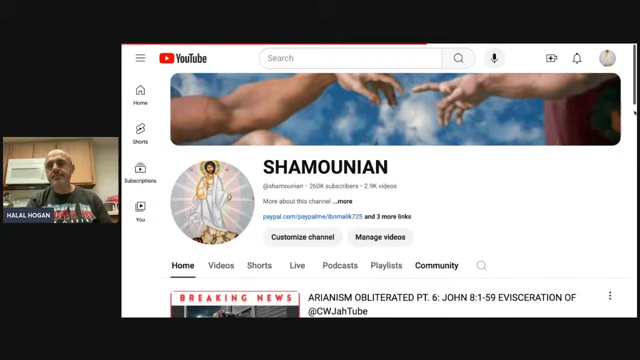 YouTube
Search
Home
Shorts
Subscriptions
You
HALAL HOGAN
SHAMOUNIAN
@shamounian · 260K subscribers · 2.9K videos
More about this channel ...more
paypal.com/paypalme/ibnmalik725 and 3 more links
Customize channel
Manage videos
Home Videos Shorts Live Podcasts Playlists Community
BREAKING NEWS
ARIANISM OBLITERATED PT. 6: JOHN 8:1-59 EVISCERATION OF
@CWJahTube